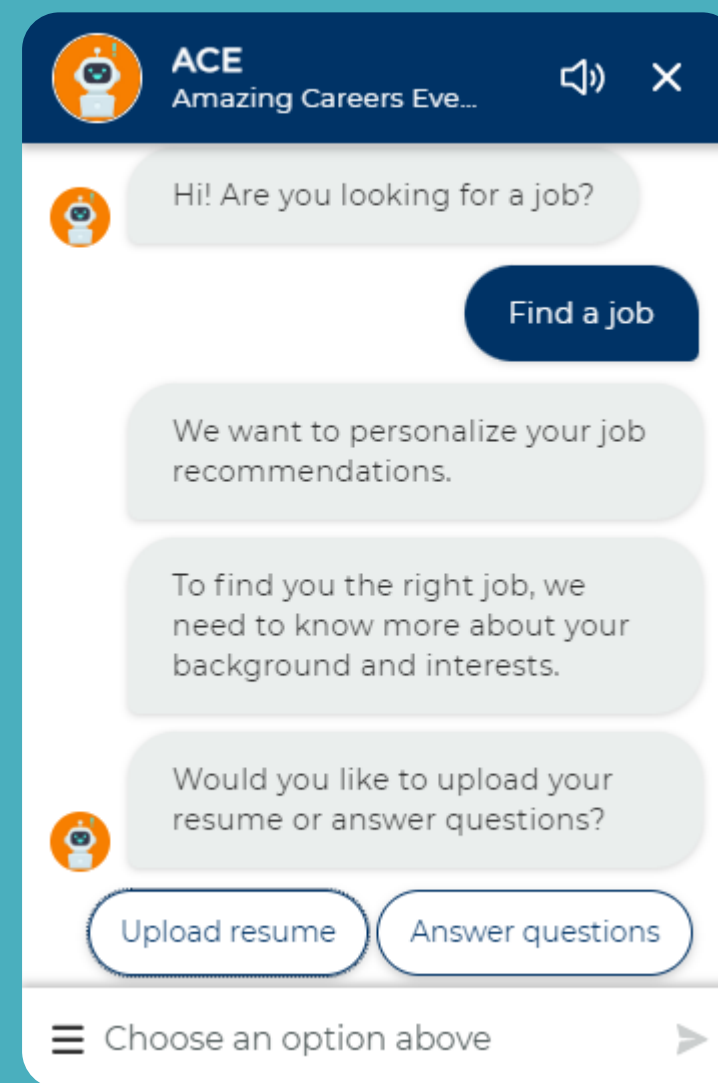 ACE
Amazing Careers Eve...
Hi! Are you looking for a job?
Find a job
We want to personalize your job
recommendations.
To find you the right job, we
need to know more about your
background and interests.
Would you like to upload your
resume or answer questions?
Upload resume
Answer questions
Choose an option above